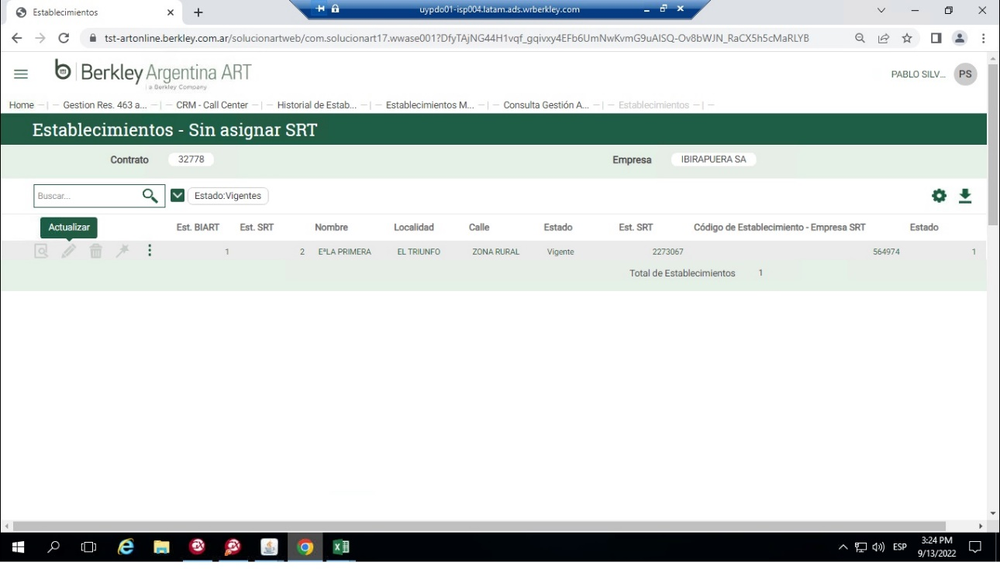 Establecimientos
uypdo01-isp004.latam.ads.wrberkley.com
tst-artonline.berkley.com.ar/solucionartweb/com.solucionart17.wwase001?DfyTAjNG44H1vqf_gqivxy4EFb6UmNwKvmG9uAISQ-Ov8bWJN_RaCX5h5cMaRLYB
b | Berkley Argentina ART
a Berkley Company
PABLO SILV... PS
Home –|– Gestion Res. 463 a... –|– CRM - Call Center –|– Historial de Estab... –|– Establecimientos M... –|– Consulta Gestión A... –|– Establecimientos –|–
Establecimientos - Sin asignar SRT
Contrato 32778 Empresa IBIRAPUERA SA
Buscar... Estado:Vigentes
Actualizar Est. BIART Est. SRT Nombre Localidad Calle Estado Est. SRT Código de Establecimiento - Empresa SRT Estado
1 2 EªLA PRIMERA EL TRIUNFO ZONA RURAL Vigente 2273067 564974 1
Total de Establecimientos 1
ESP
3:24 PM
9/13/2022